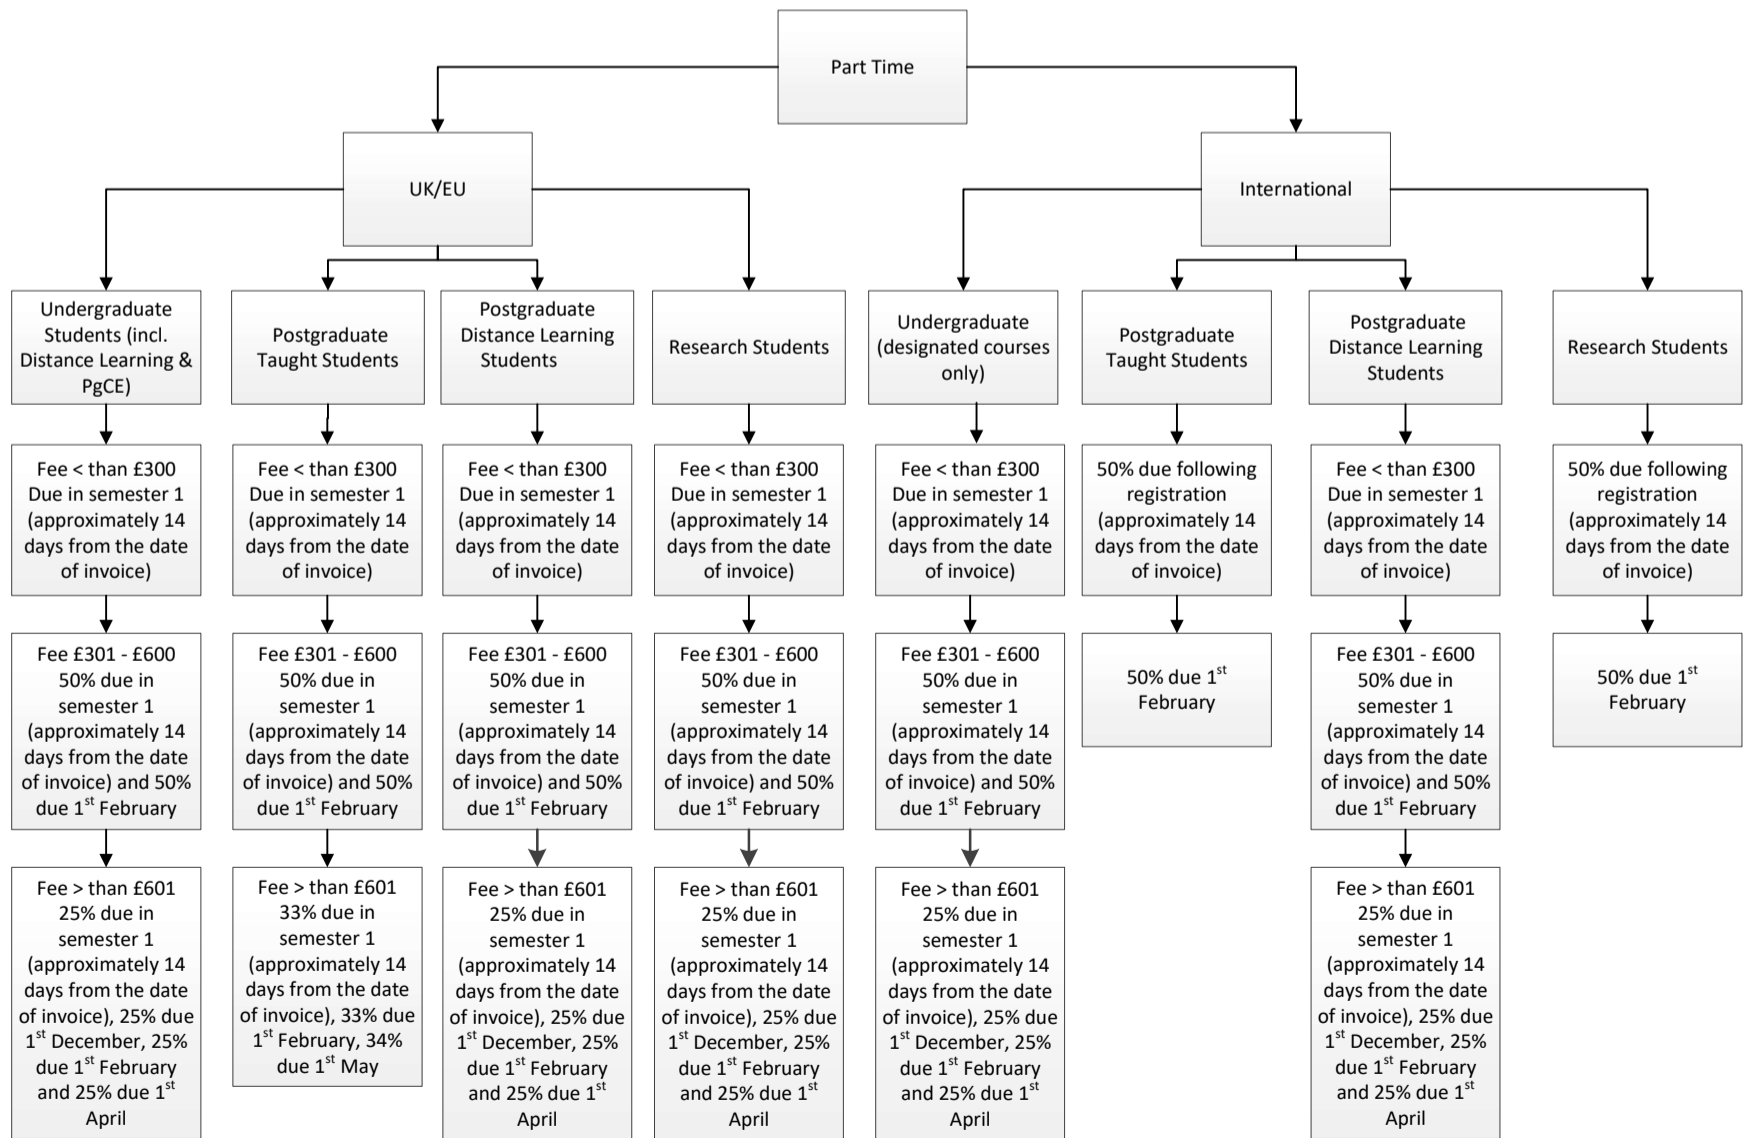 Part Time
UK/EU
International
Undergraduate
Students (incl.
Distance Learning &
PgCE)
Postgraduate
Taught Students
Postgraduate
Distance Learning
Students
Research Students
Undergraduate
(designated courses
only)
Postgraduate
Taught Students
Postgraduate
Distance Learning
Students
Research Students
Fee < than £300
Due in semester 1
(approximately 14
days from the date
of invoice)
Fee < than £300
Due in semester 1
(approximately 14
days from the date
of invoice)
Fee < than £300
Due in semester 1
(approximately 14
days from the date
of invoice)
Fee < than £300
Due in semester 1
(approximately 14
days from the date
of invoice)
Fee < than £300
Due in semester 1
(approximately 14
days from the date
of invoice)
50% due following
registration
(approximately 14
days from the date
of invoice)
Fee < than £300
Due in semester 1
(approximately 14
days from the date
of invoice)
50% due following
registration
(approximately 14
days from the date
of invoice)
Fee £301 - £600
50% due in
semester 1
(approximately 14
days from the date
of invoice) and 50%
due 1st February
Fee £301 - £600
50% due in
semester 1
(approximately 14
days from the date
of invoice) and 50%
due 1st February
Fee £301 - £600
50% due in
semester 1
(approximately 14
days from the date
of invoice) and 50%
due 1st February
Fee £301 - £600
50% due in
semester 1
(approximately 14
days from the date
of invoice) and 50%
due 1st February
Fee £301 - £600
50% due in
semester 1
(approximately 14
days from the date
of invoice) and 50%
due 1st February
50% due 1st
February
Fee £301 - £600
50% due in
semester 1
(approximately 14
days from the date
of invoice) and 50%
due 1st February
50% due 1st
February
Fee > than £601
25% due in
semester 1
(approximately 14
days from the date
of invoice), 25% due
1st December, 25%
due 1st February
and 25% due 1st
April
Fee > than £601
33% due in
semester 1
(approximately 14
days from the date
of invoice), 33% due
1st February, 34%
due 1st May
Fee > than £601
25% due in
semester 1
(approximately 14
days from the date
of invoice), 25% due
1st December, 25%
due 1st February
and 25% due 1st
April
Fee > than £601
25% due in
semester 1
(approximately 14
days from the date
of invoice), 25% due
1st December, 25%
due 1st February
and 25% due 1st
April
Fee > than £601
25% due in
semester 1
(approximately 14
days from the date
of invoice), 25% due
1st December, 25%
due 1st February
and 25% due 1st
April
Fee > than £601
25% due in
semester 1
(approximately 14
days from the date
of invoice), 25% due
1st December, 25%
due 1st February
and 25% due 1st
April